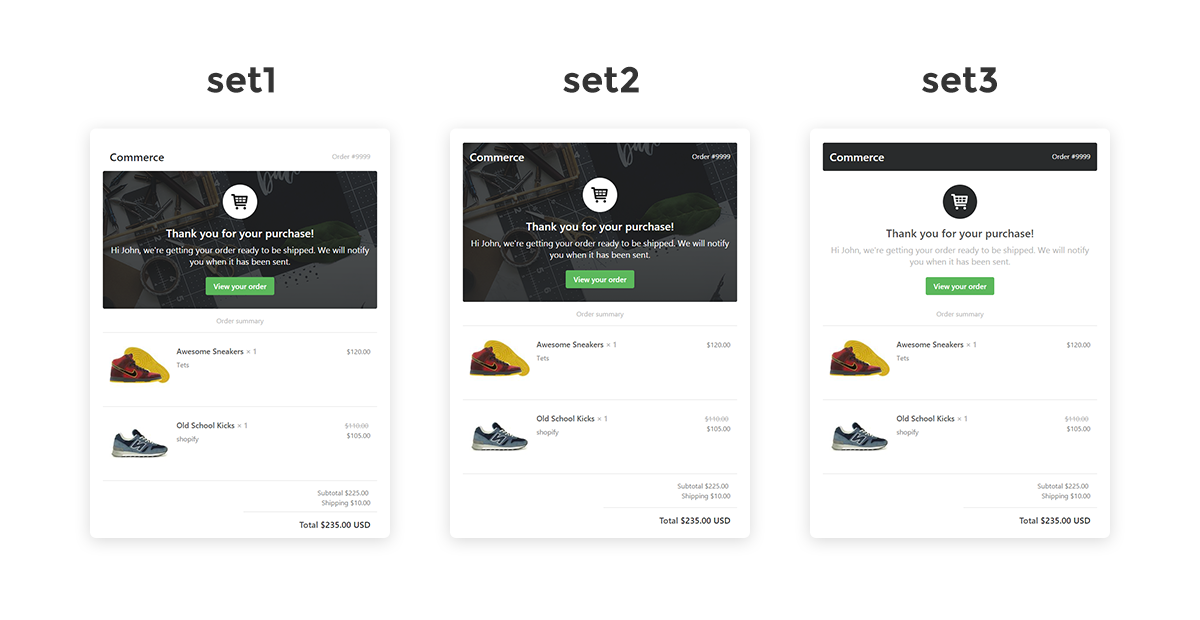 set1
Commerce
Order #9999
Thank you for your purchase!
Hi John, we're getting your order ready to be shipped. We will notify
you when it has been sent.
View your order
Order summary
Awesome Sneakers × 1
$120.00
Tets
Old School Kicks × 1
$110.00
shopify
$105.00
Subtotal $225.00
Shipping $10.00
Total $235.00 USD
set2
Commerce
Order #9999
Thank you for your purchase!
Hi John, we're getting your order ready to be shipped. We will notify
you when it has been sent.
View your order
Order summary
Awesome Sneakers × 1
$120.00
Tets
Old School Kicks × 1
$110.00
shopify
$105.00
Subtotal $225.00
Shipping $10.00
Total $235.00 USD
set3
Commerce
Order #9999
Thank you for your purchase!
Hi John, we're getting your order ready to be shipped. We will notify
you when it has been sent.
View your order
Order summary
Awesome Sneakers × 1
$120.00
Tets
Old School Kicks × 1
$110.00
shopify
$105.00
Subtotal $225.00
Shipping $10.00
Total $235.00 USD